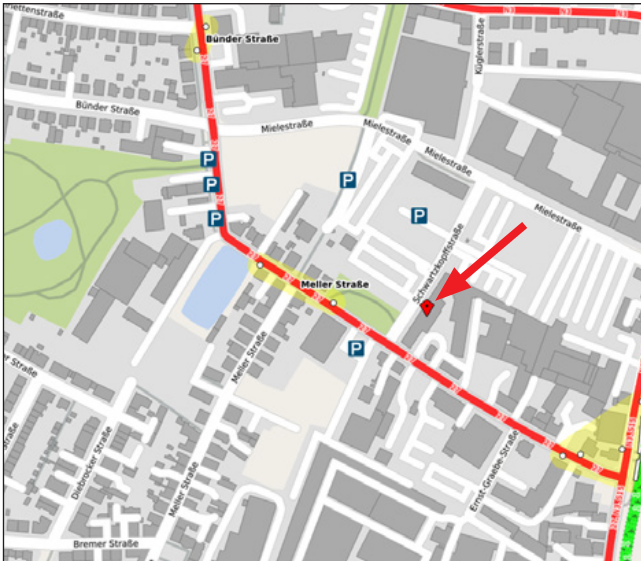 Bünder Straße
Küglerstraße
Bünder Straße
Mielestraße
Mielestraße
Mielestraße
Mielestraße
P
P
P
P
P
Schwartzkopffstraße
Meller Straße
P
Meller Straße
Ernst-Graebe-Straße
Diebrocker Straße
Meller Straße
Bremer Straße